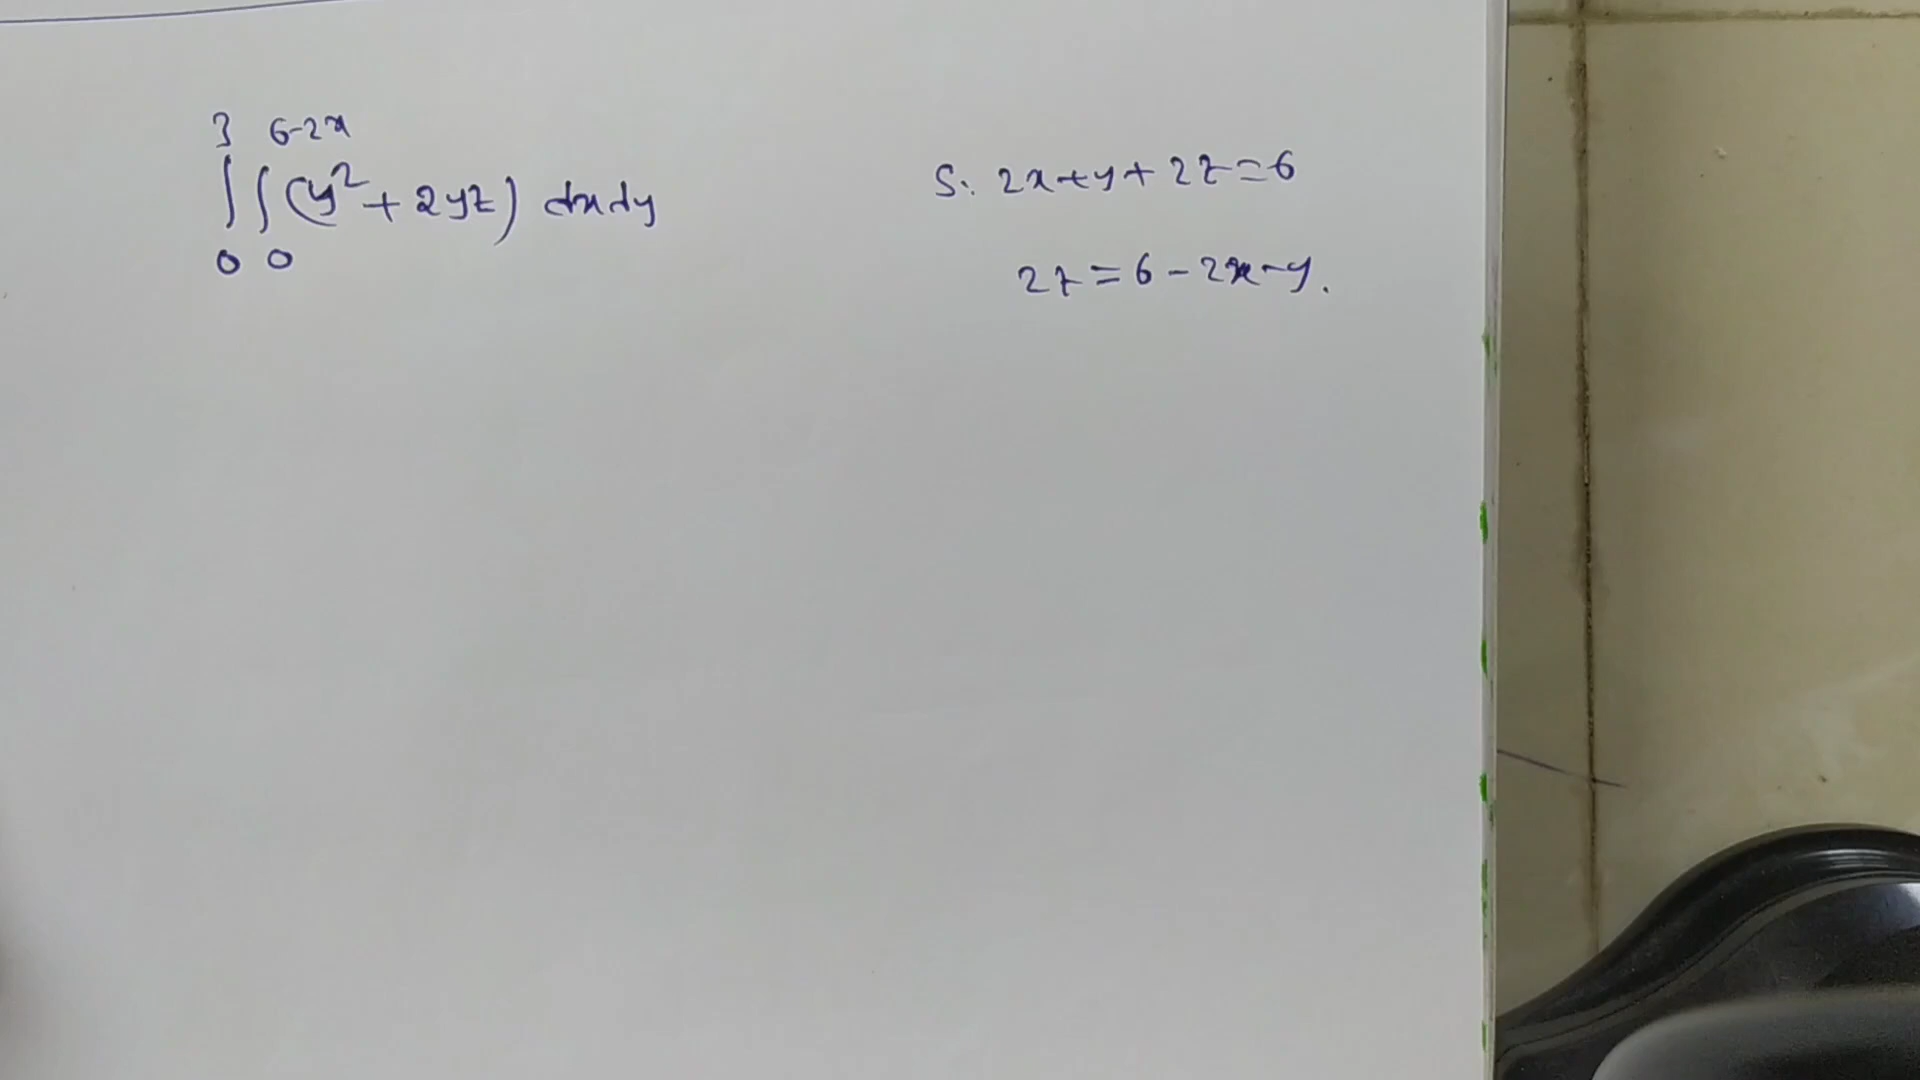 3 6-2x
∫ ∫ (y² + 2yz) dxdy
0 0
S: 2x+y+2z=6
2z=6-2x-y.